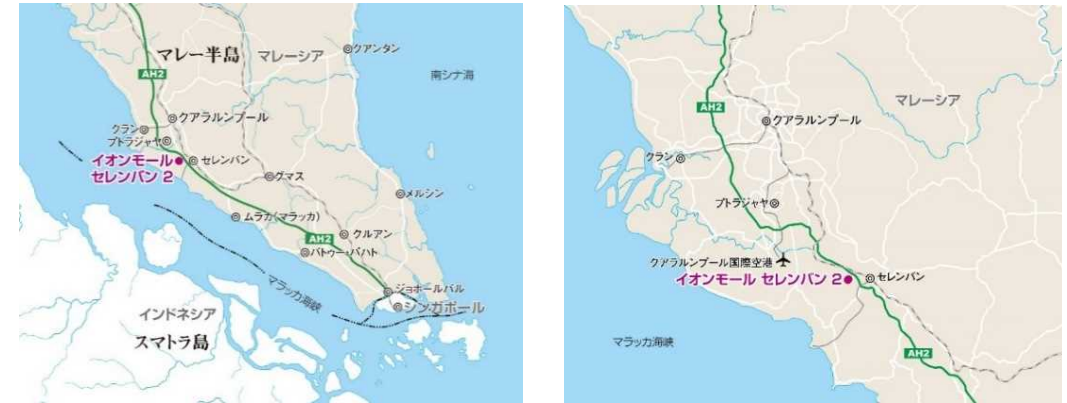 マレー半島
マレーシア
クアンタン
AH2
南シナ海
クアラルンプール
クラン
プトラジャヤ
イオンモール
セレンバン 2
セレンバン
グマス
メルシン
ムラカ(マラッカ)
クルアン
AH2
バトゥー・パハト
マラッカ海峡
ジョホールバル
シンガポール
インドネシア
スマトラ島
AH2
マレーシア
クアラルンプール
クラン
プトラジャヤ
クアラルンプール国際空港
イオンモール セレンバン 2
セレンバン
マラッカ海峡
AH2